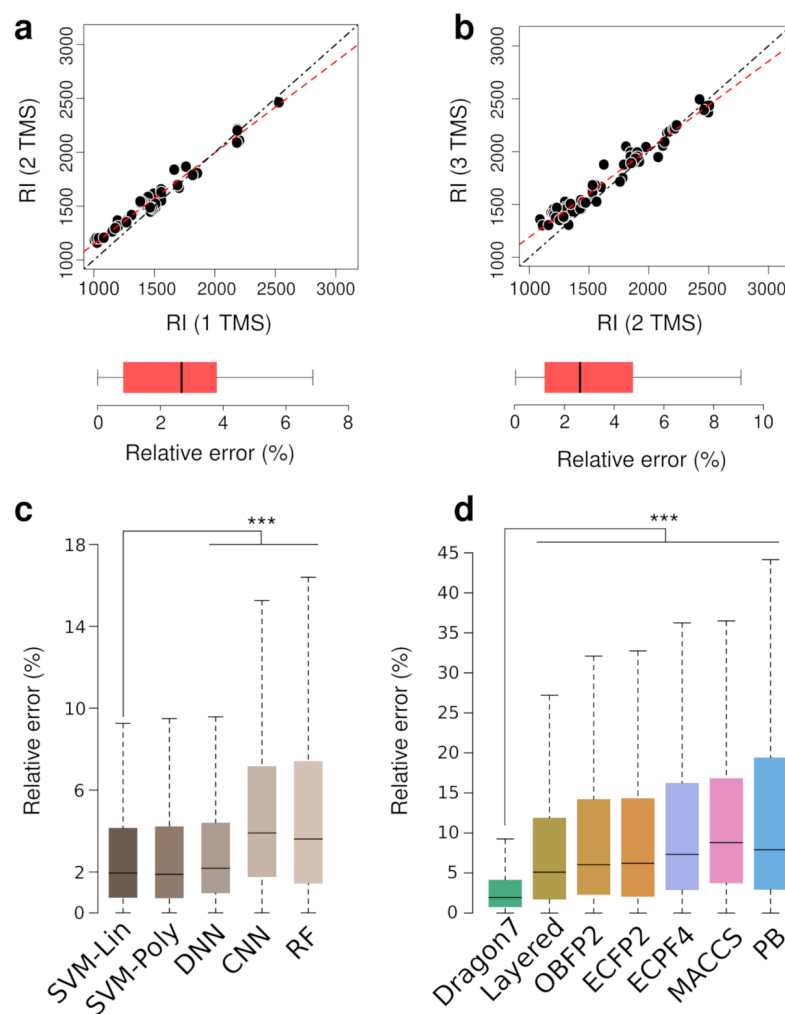 a
RI (2 TMS)
3000
2500
2000
1500
1000
1000 1500 2000 2500 3000
RI (1 TMS)
0 2 4 6 8
Relative error (%)
b
RI (3 TMS)
3000
2500
2000
1500
1000
1000 1500 2000 2500 3000
RI (2 TMS)
0 2 4 6 8 10
Relative error (%)
c
***
Relative error (%)
18
14
10
6
2
0
SVM-Lin
SVM-Poly
DNN
CNN
RF
d
***
Relative error (%)
45
40
35
30
25
20
15
10
5
0
Dragon7
Layered
OBFP2
ECFP2
ECPF4
MACCS
PB